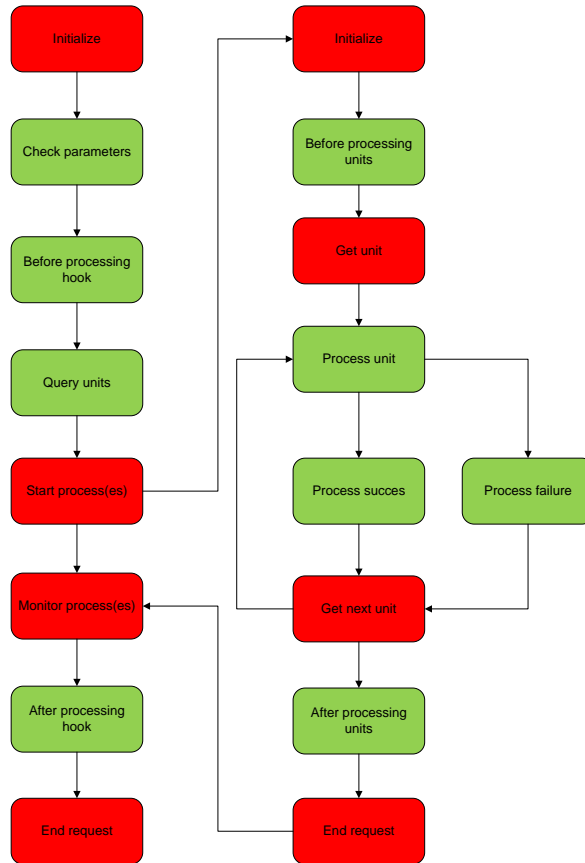 Initialize
Check parameters
Before processing
hook
Query units
Start process(es)
Monitor process(es)
After processing
hook
End request
Initialize
Before processing
units
Get unit
Process unit
Process succes
Process failure
Get next unit
After processing
units
End request